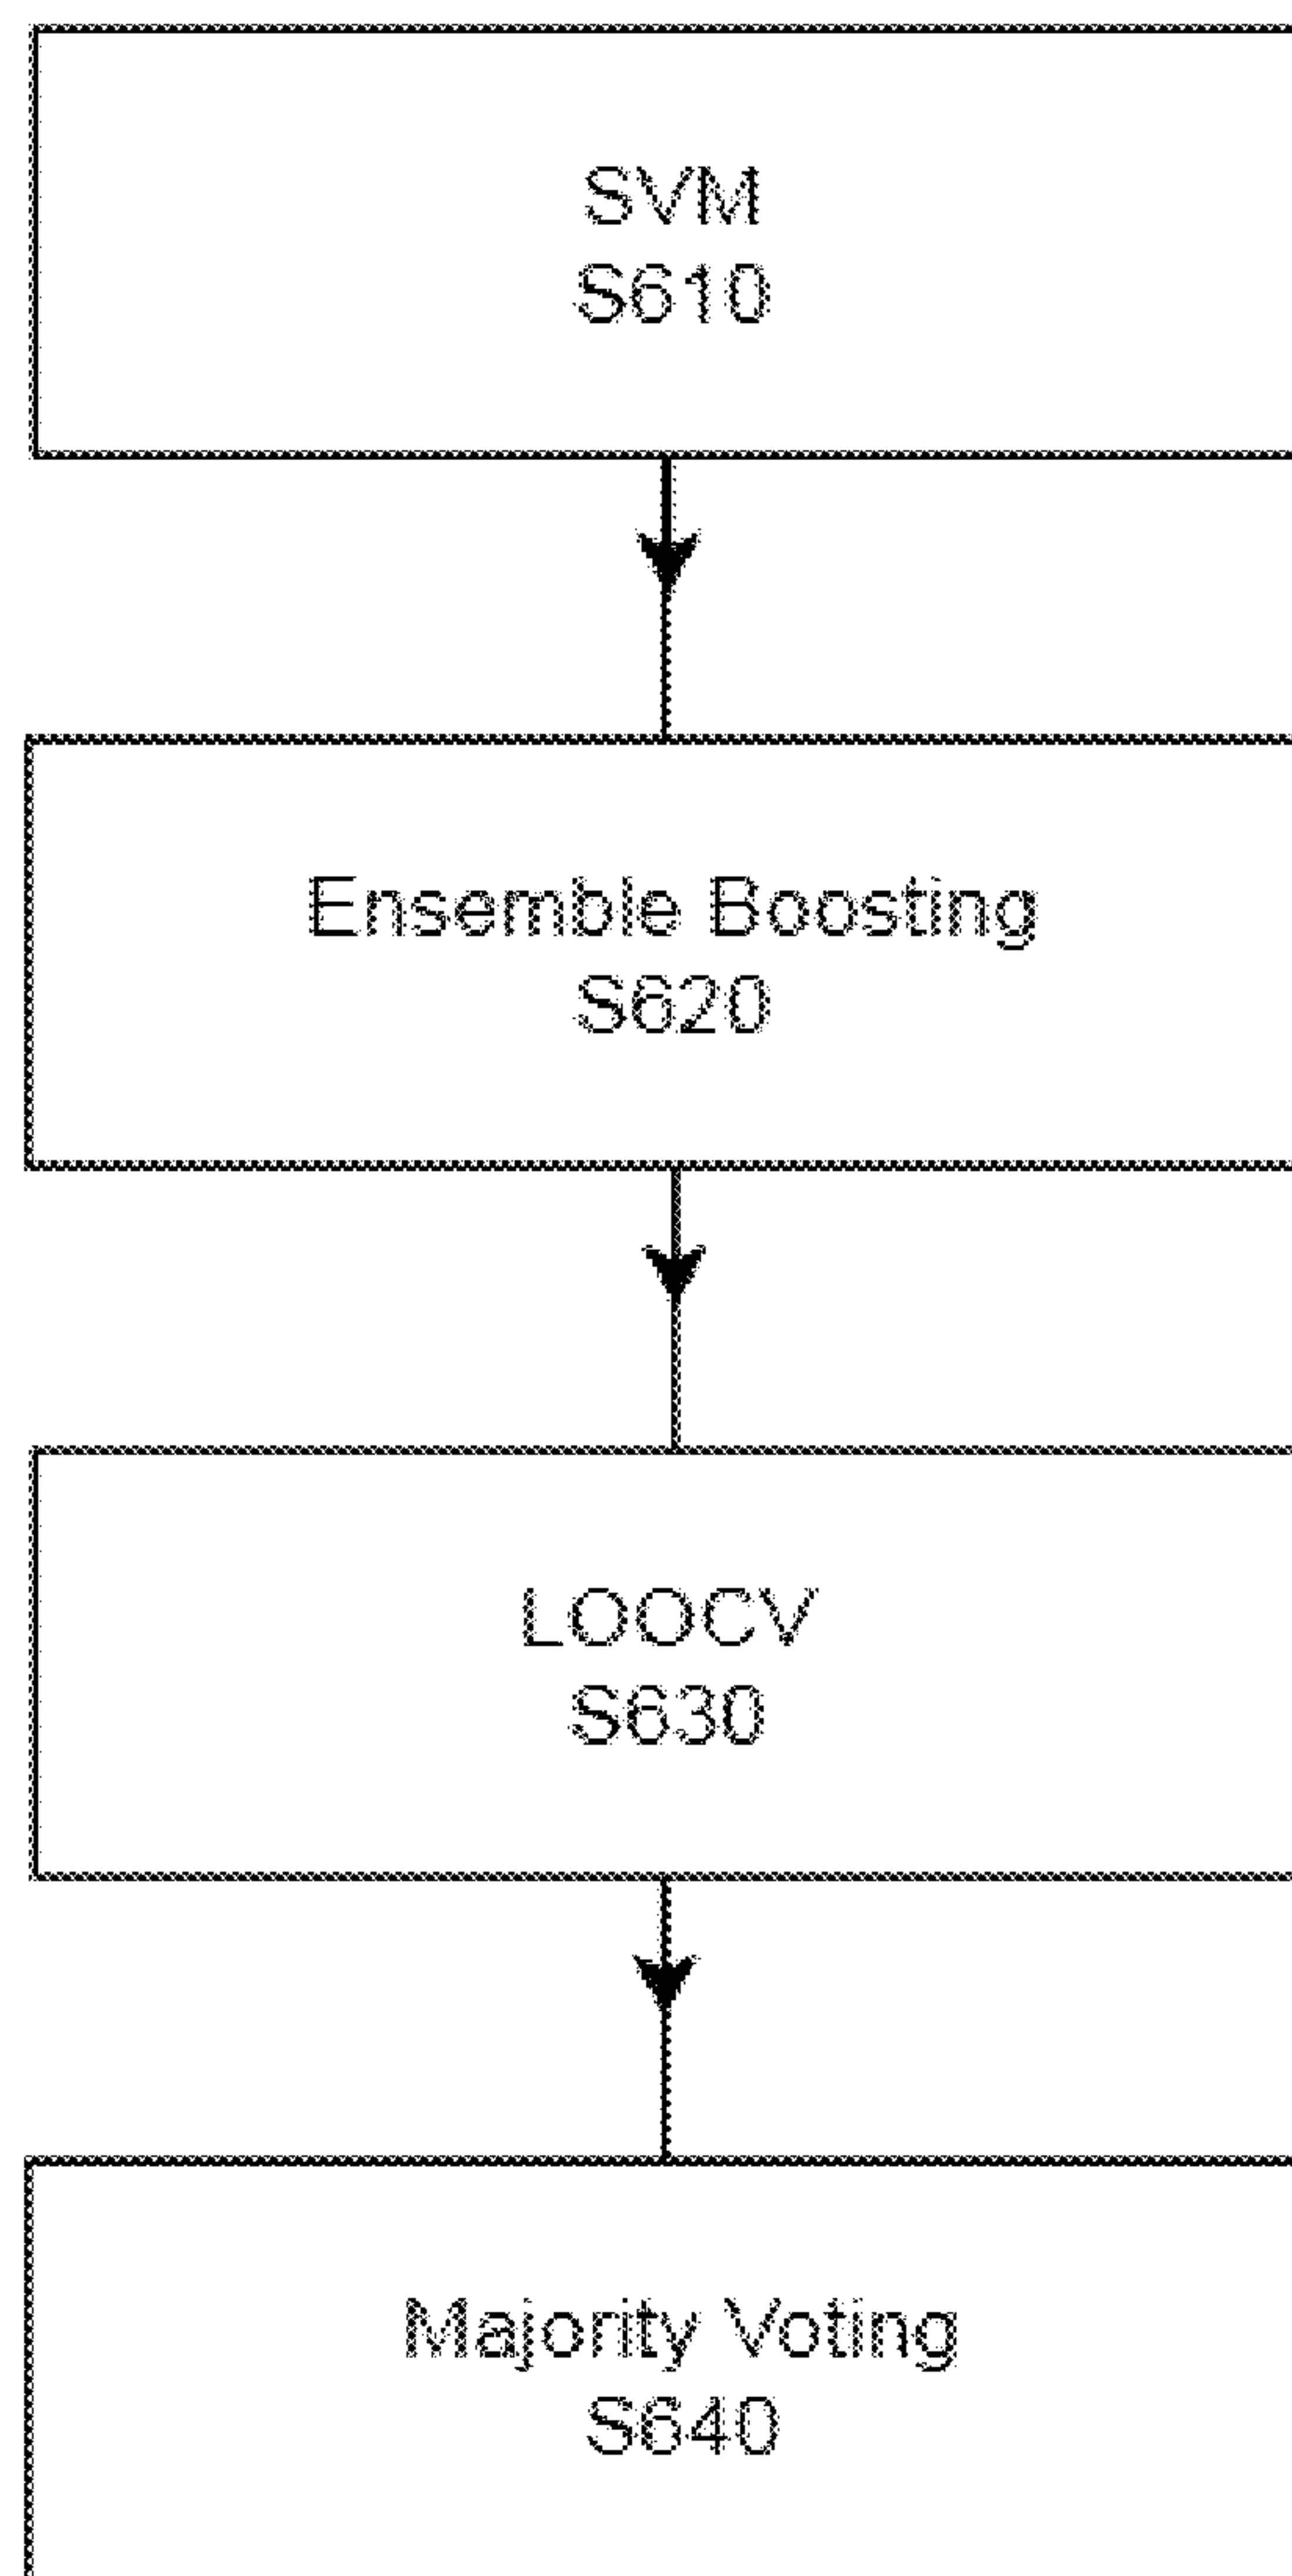 SVM
S610
Ensemble Boosting
S620
LOOCV
S630
Majority Voting
S640